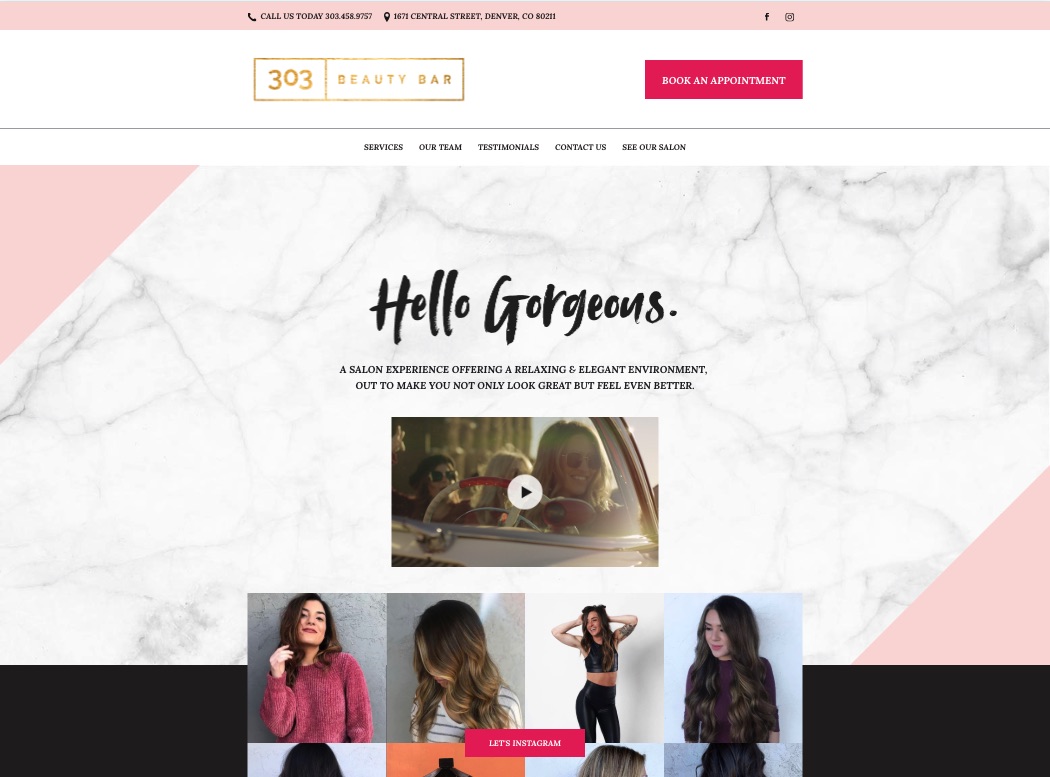 CALL US TODAY 303.458.9757 1671 CENTRAL STREET, DENVER, CO 80211
303 BEAUTY BAR
BOOK AN APPOINTMENT
SERVICES OUR TEAM TESTIMONIALS CONTACT US SEE OUR SALON
Hello Gorgeous.
A SALON EXPERIENCE OFFERING A RELAXING & ELEGANT ENVIRONMENT,
OUT TO MAKE YOU NOT ONLY LOOK GREAT BUT FEEL EVEN BETTER.
LET'S INSTAGRAM